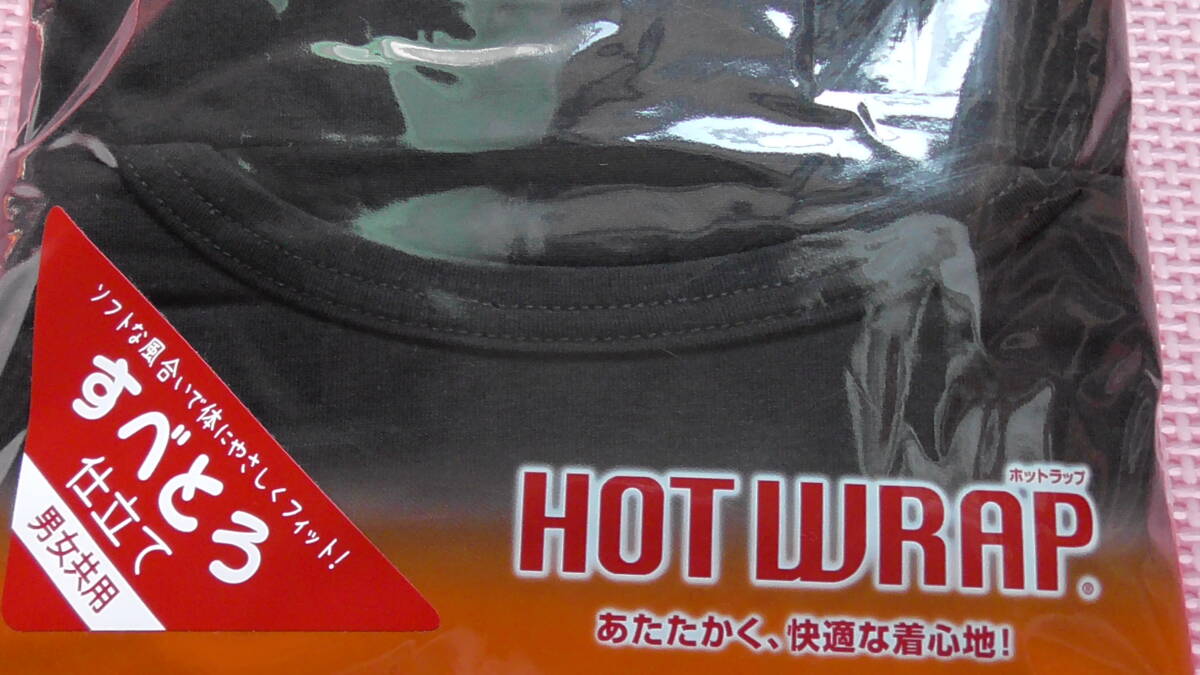 ソフトな風合いで体にやさしくフィット!
すべとろ
仕立て
男女共用
ホットラップ
HOT WRAP®
あたたかく、快適な着心地!